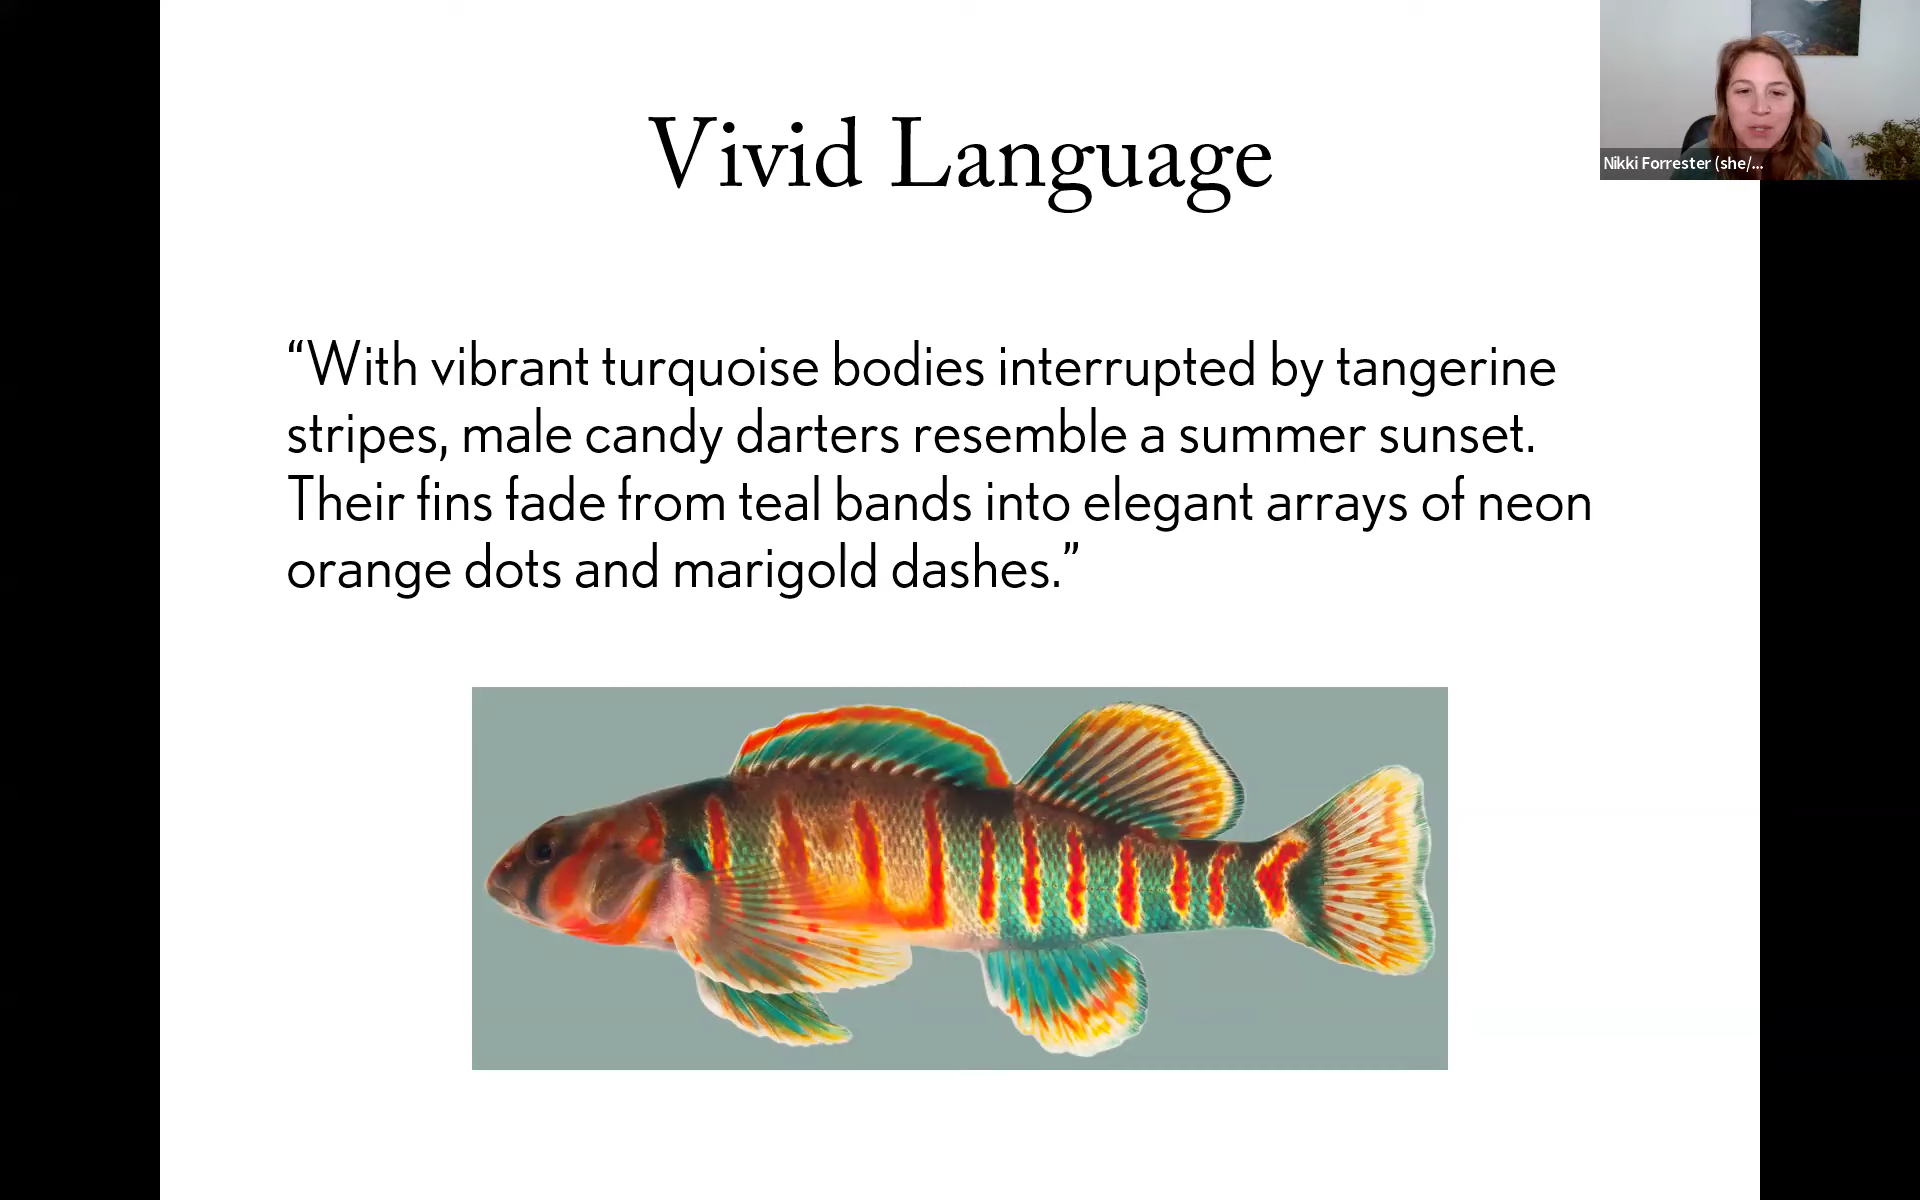 Vivid Language
Nikki Forrester (she/...
“With vibrant turquoise bodies interrupted by tangerine
stripes, male candy darters resemble a summer sunset.
Their fins fade from teal bands into elegant arrays of neon
orange dots and marigold dashes.”